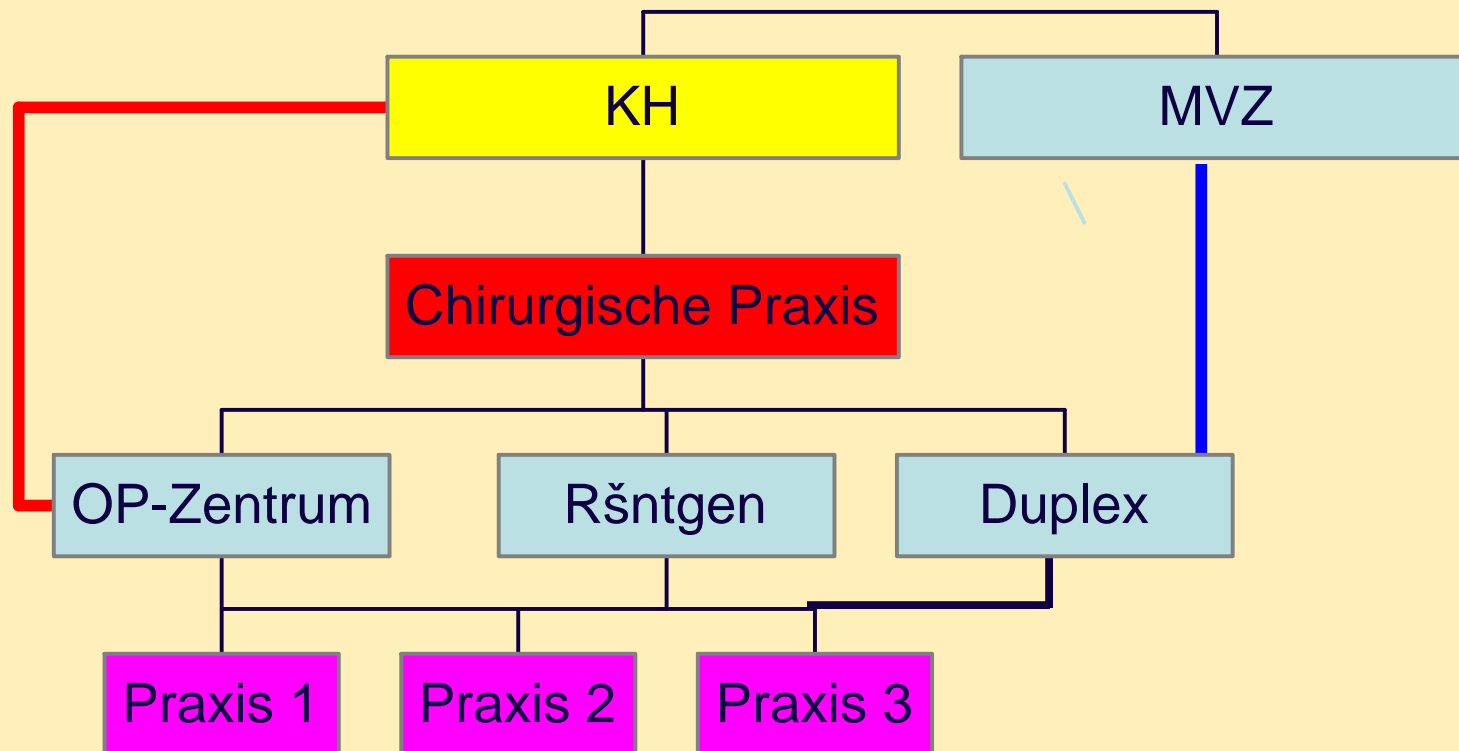 KH
MVZ
Chirurgische Praxis
OP-Zentrum
Ršntgen
Duplex
Praxis 1
Praxis 2
Praxis 3